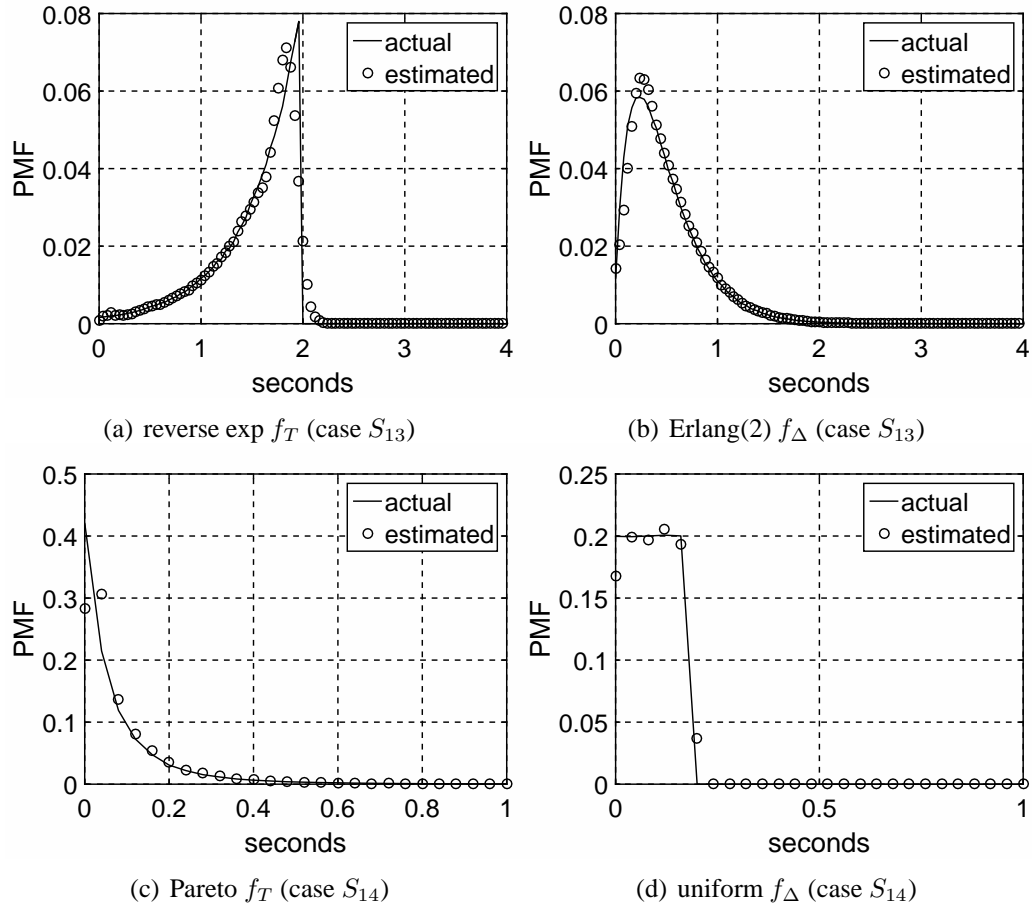 0.08
0.06
0.04
0.02
0
PMF
actual
estimated
0 1 2 3 4
seconds
(a) reverse exp f_T (case S_13)
0.08
0.06
0.04
0.02
0
PMF
actual
estimated
0 1 2 3 4
seconds
(b) Erlang(2) f_Δ (case S_13)
0.5
0.4
0.3
0.2
0.1
0
PMF
actual
estimated
0 0.2 0.4 0.6 0.8 1
seconds
(c) Pareto f_T (case S_14)
0.25
0.2
0.15
0.1
0.05
0
PMF
actual
estimated
0 0.5 1
seconds
(d) uniform f_Δ (case S_14)